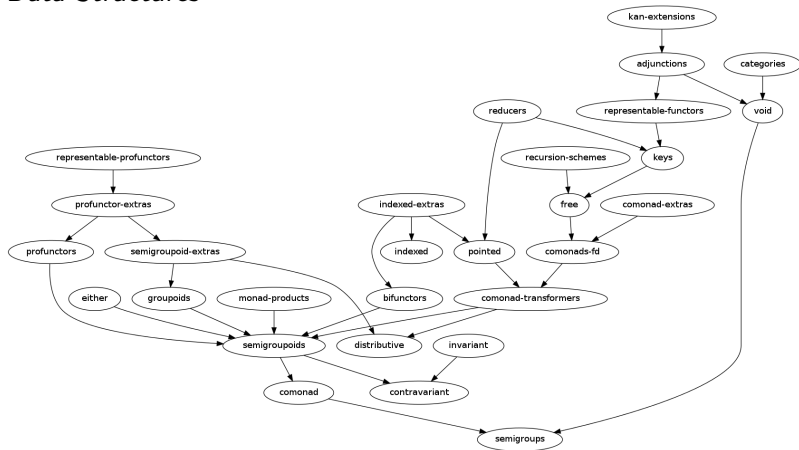 Data Structures
kan-extensions
adjunctions
categories
reducers
representable-functors
void
representable-profunctors
recursion-schemes
keys
profunctor-extras
indexed-extras
free
comonad-extras
profunctors
semigroupoid-extras
indexed
pointed
comonads-fd
either
groupoids
monad-products
bifunctors
comonad-transformers
semigroupoids
distributive
invariant
comonad
contravariant
semigroups